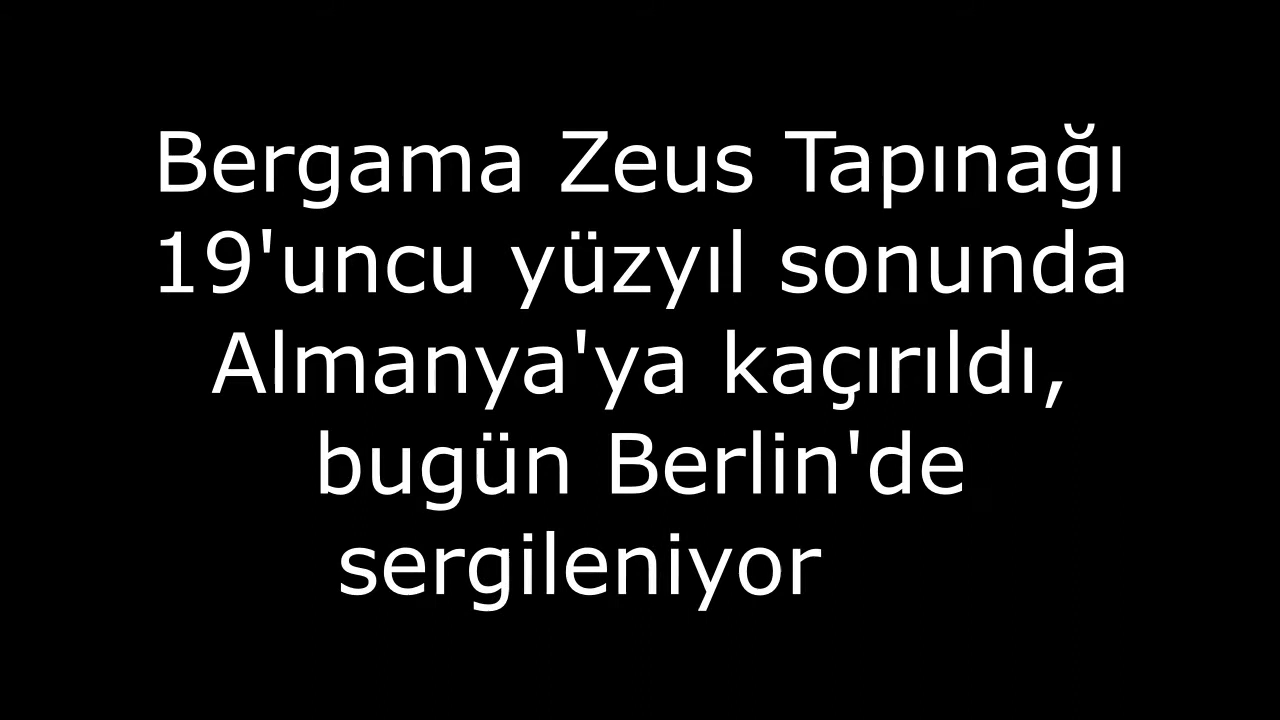 Bergama Zeus Tapınağı
19'uncu yüzyıl sonunda
Almanya'ya kaçırıldı,
bugün Berlin'de
sergileniyor